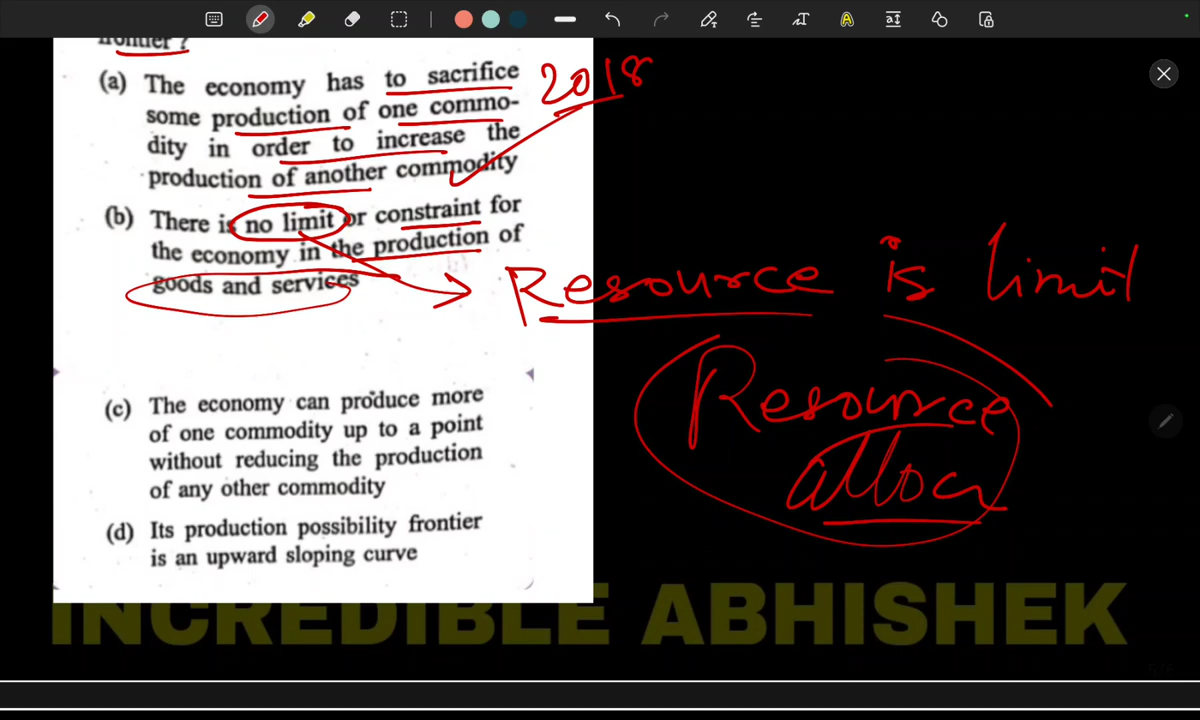 frontier ?
(a) The economy has to sacrifice
some production of one commo-
dity in order to increase the
production of another commodity
2018
(b) There is no limit or constraint for
the economy in the production of
goods and services
Resource is limit
Resource
alloc
(c) The economy can produce more
of one commodity up to a point
without reducing the production
of any other commodity
(d) Its production possibility frontier
is an upward sloping curve
INCREDIBLE ABHISHEK